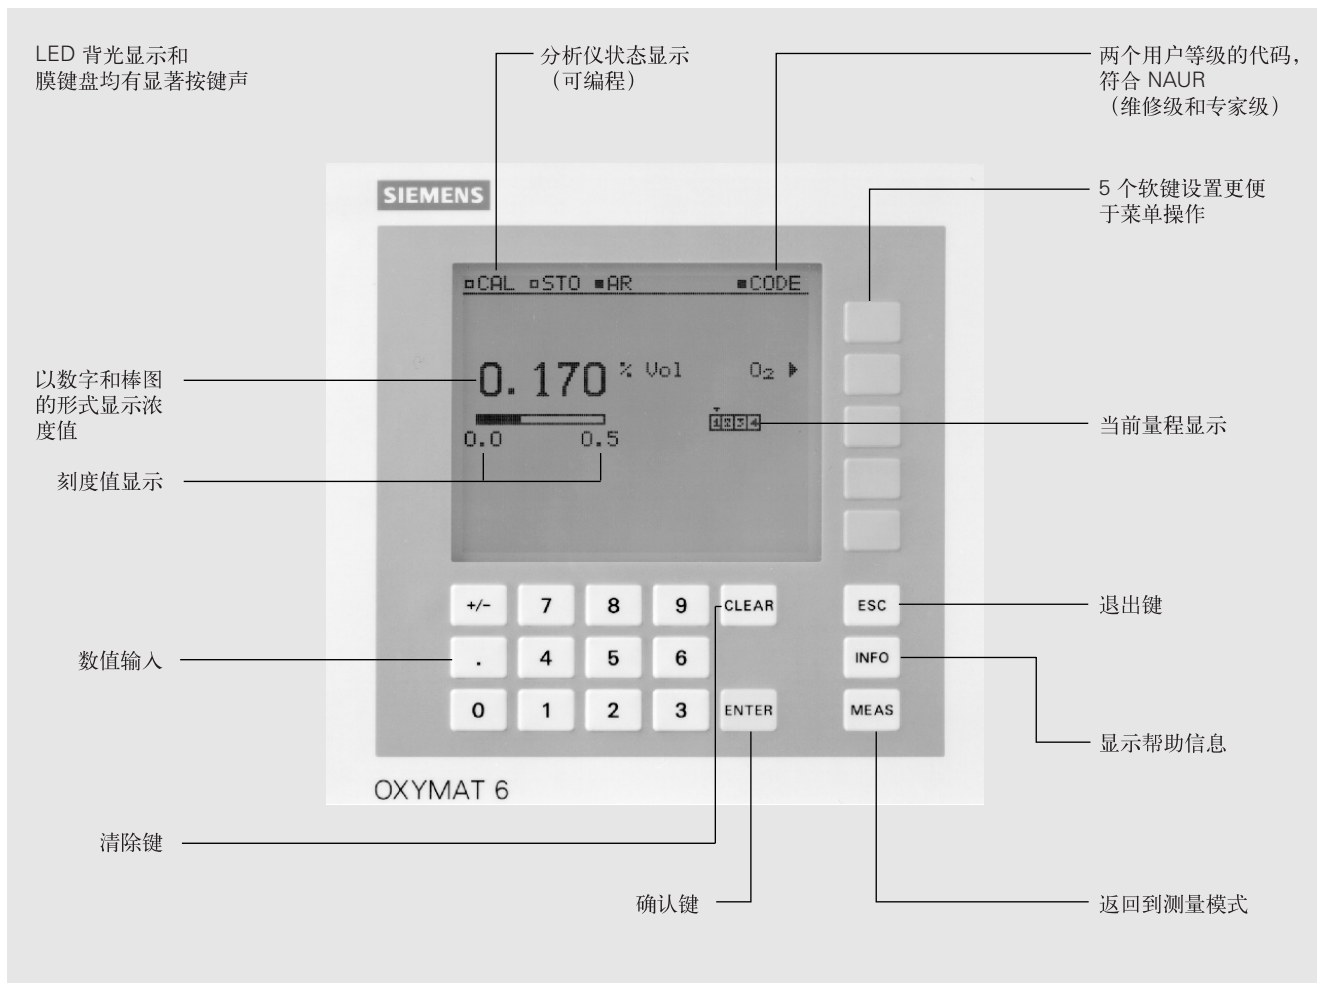 LED 背光显示和
膜键盘均有显著按键声
分析仪状态显示
（可编程）
两个用户等级的代码，
符合 NAUR
（维修级和专家级）
5 个软键设置更便
于菜单操作
SIEMENS
CAL STO AR CODE
以数字和棒图
的形式显示浓
度值
0.170 % Vol O₂
1 2 3 4
0.0 0.5
当前量程显示
刻度值显示
+/- 7 8 9 CLEAR ESC
退出键
数值输入
. 4 5 6 INFO
0 1 2 3 ENTER MEAS
显示帮助信息
OXYMAT 6
清除键
确认键
返回到测量模式